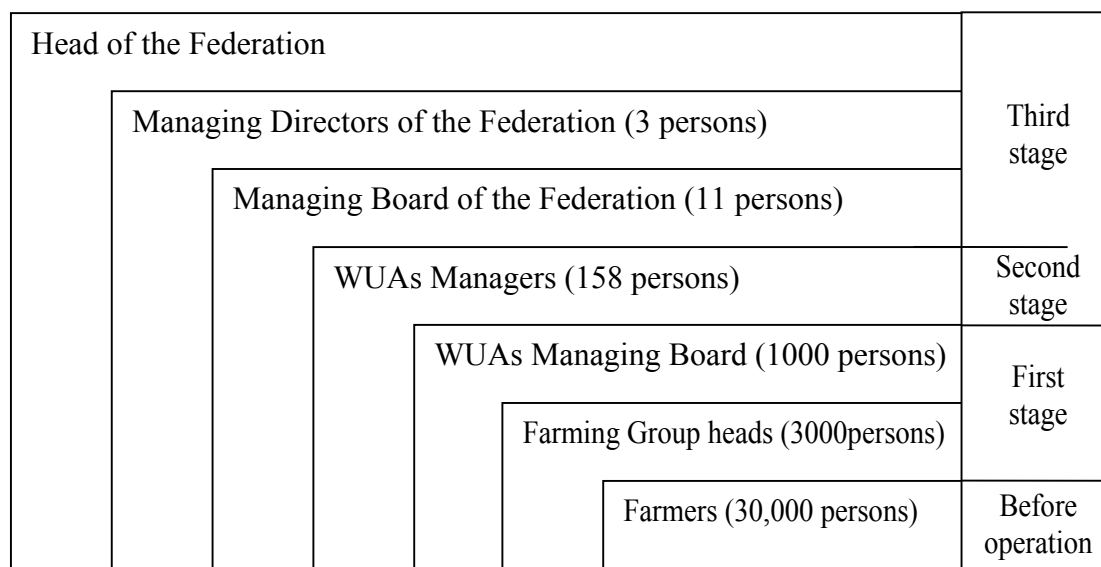 Head of the Federation
Managing Directors of the Federation (3 persons)
Third
stage
Managing Board of the Federation (11 persons)
WUAs Managers (158 persons)
Second
stage
WUAs Managing Board (1000 persons)
First
stage
Farming Group heads (3000persons)
Farmers (30,000 persons)
Before
operation